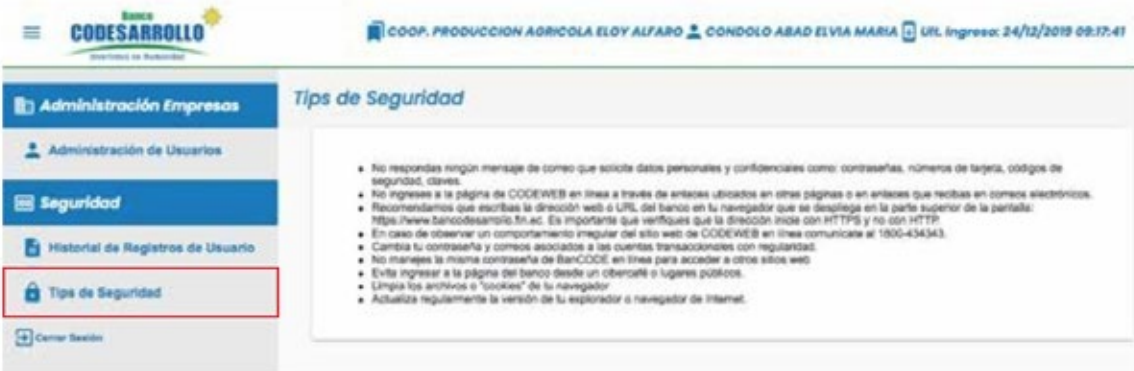 Banco
CODESARROLLO
COOP. PRODUCCION AGRICOLA ELOY ALFARO CONDOLO ABAD ELVIA MARIA Ult. Ingreso: 24/12/2019 09:17:41
Administración Empresas
Administración de Usuarios
Seguridad
Historial de Registros de Usuario
Tips de Seguridad
Cerrar Sesión
Tips de Seguridad
• No respondas ningún mensaje de correo que solicite datos personales y confidenciales como: contraseñas, números de tarjeta, códigos de
seguridad, claves.
• No ingreses a la página de CODEWEB en línea a través de enlaces ubicados en otras páginas o en enlaces que recibas en correos electrónicos.
• Recomendamos que escribas la dirección web o URL del banco en tu navegador que se despliega en la parte superior de la pantalla:
https://www.bancodesarrollo.fin.ec. Es importante que verifiques que la dirección inicie con HTTPS y no con HTTP.
• En caso de observar un comportamiento irregular del sitio web de CODEWEB en línea comunícate al 1800-434343.
• Cambia tu contraseña y correos asociados a las cuentas transaccionales con regularidad.
• No manejes la misma contraseña de BanCODE en línea para acceder a otros sitios web
• Evita ingresar a la página del banco desde un cibercafé o lugares públicos.
• Limpia los archivos o "cookies" de tu navegador
• Actualiza regularmente la versión de tu explorador o navegador de Internet.